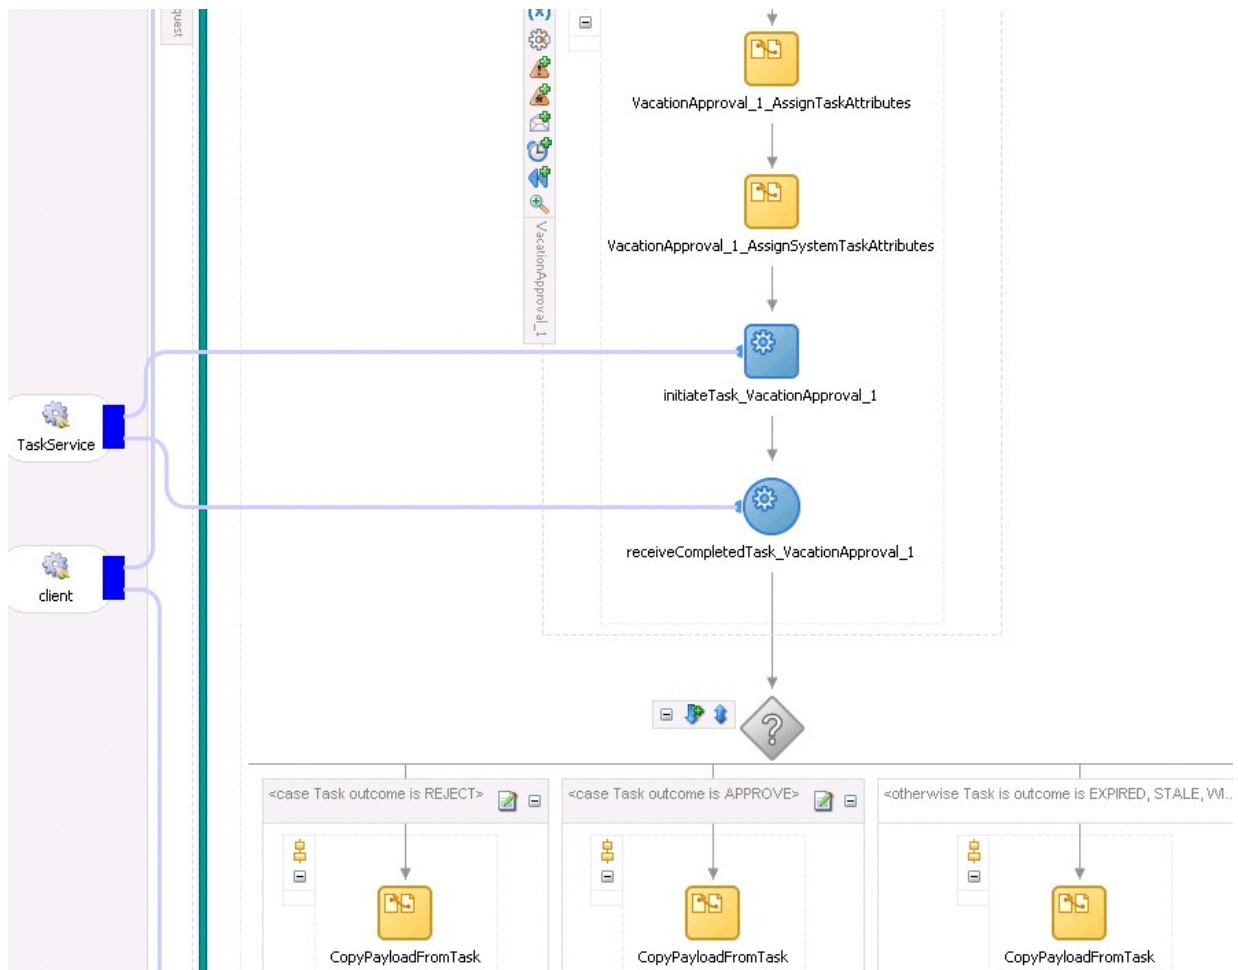 quest
VacationApproval_1_AssignTaskAttributes
VacationApproval_1_AssignSystemTaskAttributes
VacationApproval_1
initiateTask_VacationApproval_1
TaskService
receiveCompletedTask_VacationApproval_1
client
?
<case Task outcome is REJECT>
<case Task outcome is APPROVE>
<otherwise Task is outcome is EXPIRED, STALE, WI...
CopyPayloadFromTask
CopyPayloadFromTask
CopyPayloadFromTask